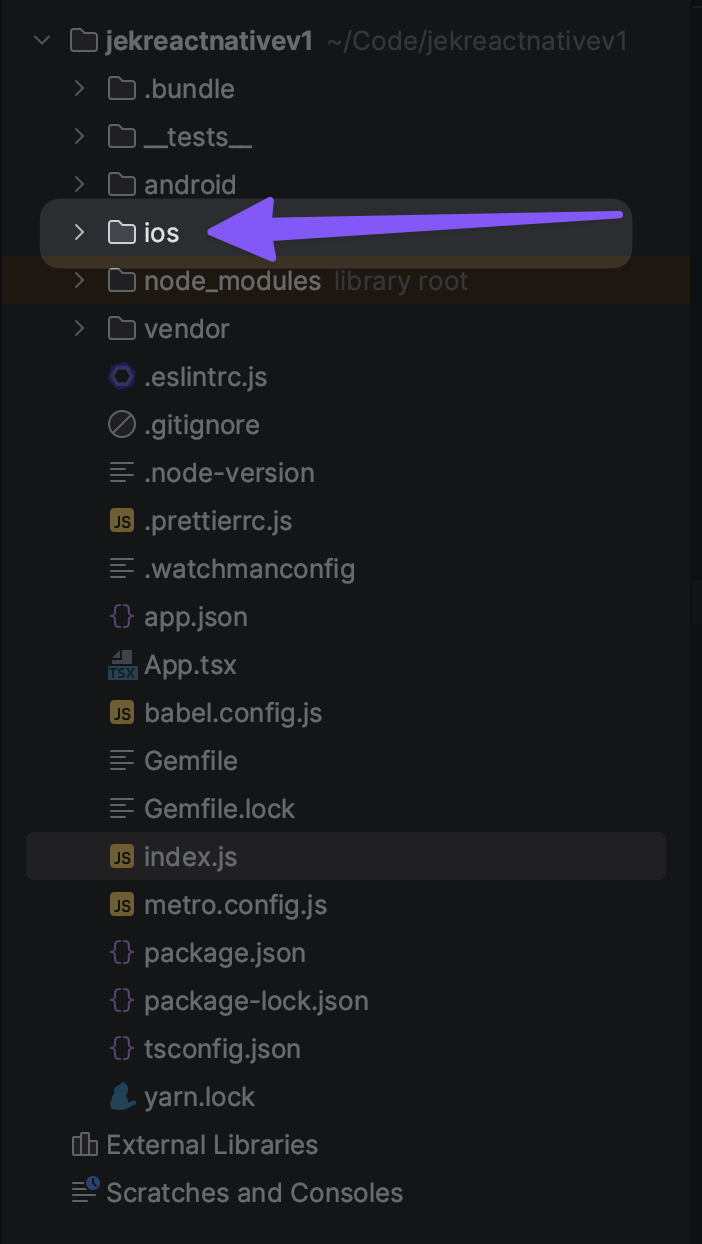 jekreactnativev1 ~/Code/jekreactnativev1
.bundle
__tests__
android
ios
node_modules library root
vendor
.eslintrc.js
.gitignore
.node-version
JS .prettierrc.js
.watchmanconfig
{} app.json
TSX App.tsx
JS babel.config.js
Gemfile
Gemfile.lock
JS index.js
JS metro.config.js
{} package.json
{} package-lock.json
{} tsconfig.json
yarn.lock
External Libraries
Scratches and Consoles